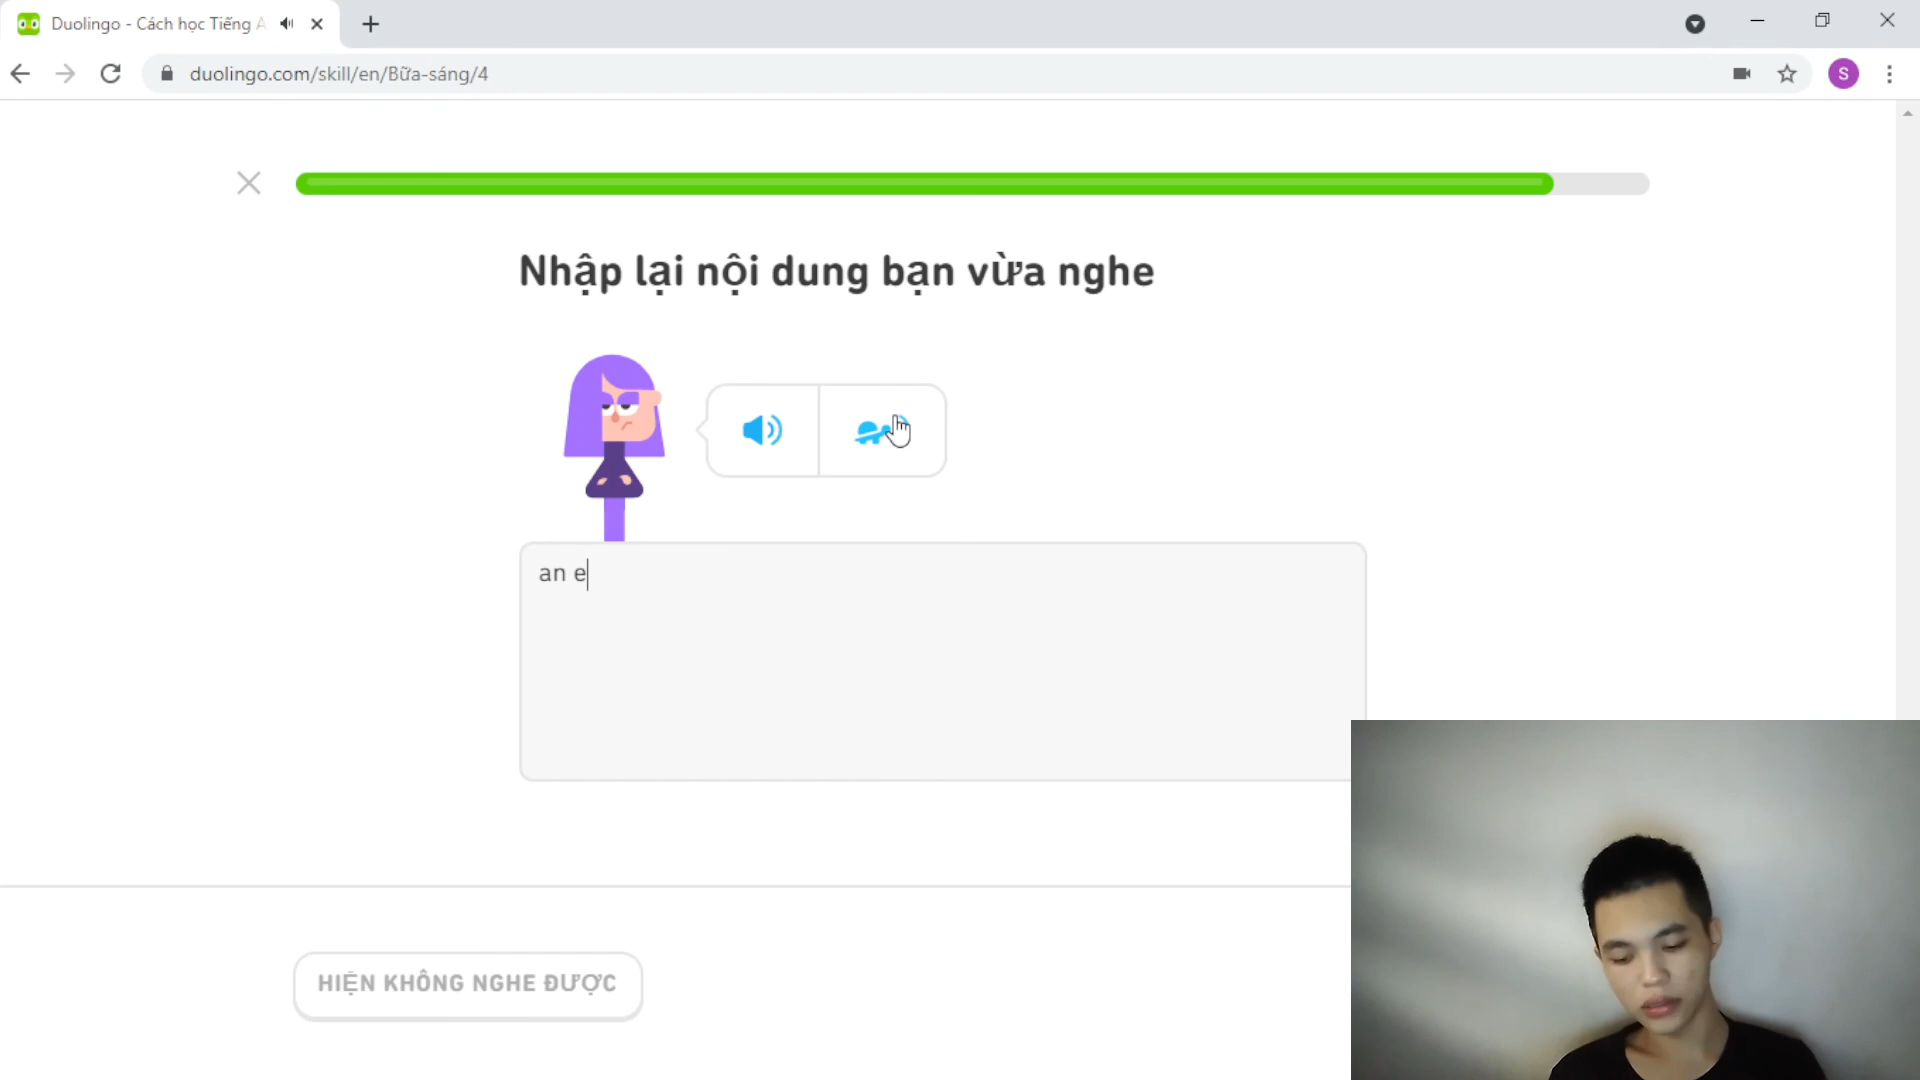 Duolingo - Cách học Tiếng A
duolingo.com/skill/en/Bữa-sáng/4
S
Nhập lại nội dung bạn vừa nghe
an e
HIỆN KHÔNG NGHE ĐƯỢC